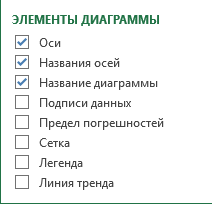 ЭЛЕМЕНТЫ ДИАГРАММЫ
Оси
Названия осей
Название диаграммы
Подписи данных
Предел погрешностей
Сетка
Легенда
Линия тренда